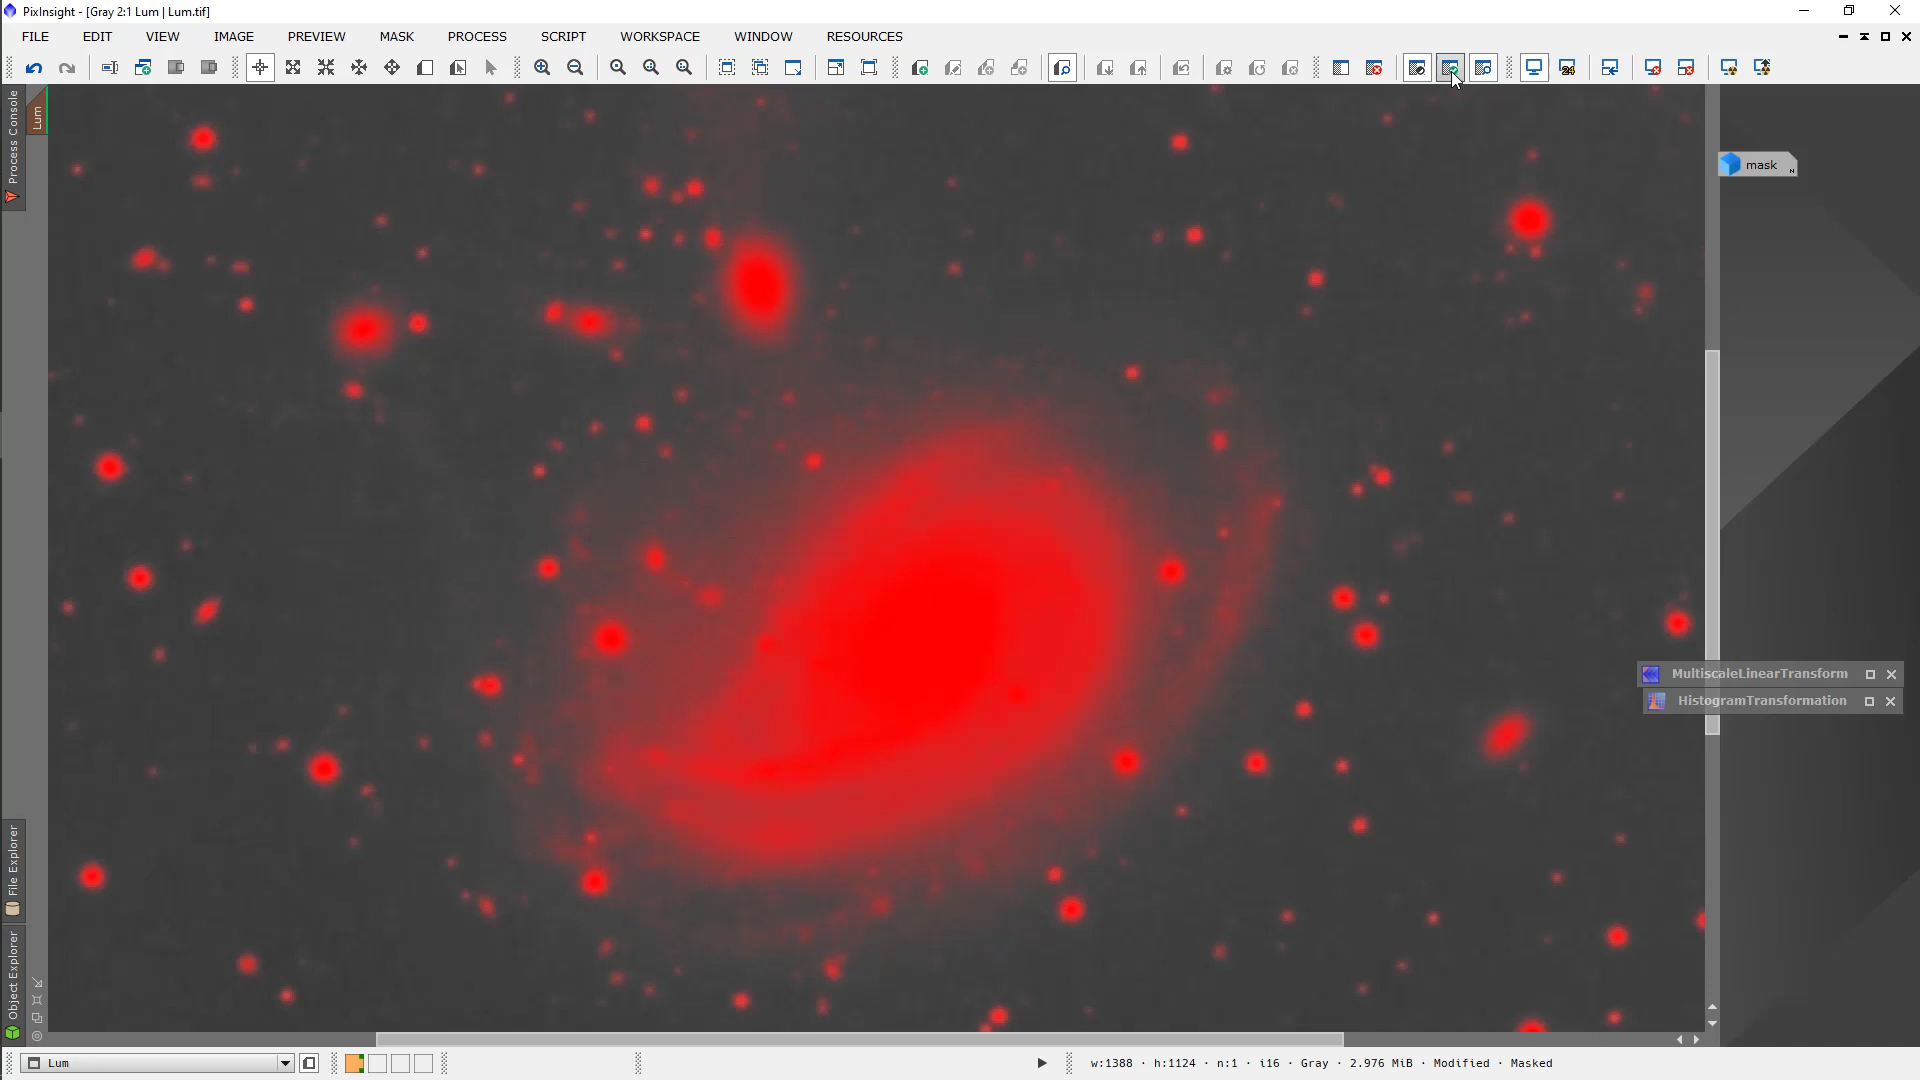 PixInsight - [Gray 2:1 Lum | Lum.tif]
FILE EDIT VIEW IMAGE PREVIEW MASK PROCESS SCRIPT WORKSPACE WINDOW RESOURCES
24
Process Console
Lum
mask
N
MultiscaleLinearTransform
HistogramTransformation
File Explorer
Object Explorer
Lum
w:1388 · h:1124 · n:1 · i16 · Gray · 2.976 MiB · Modified · Masked